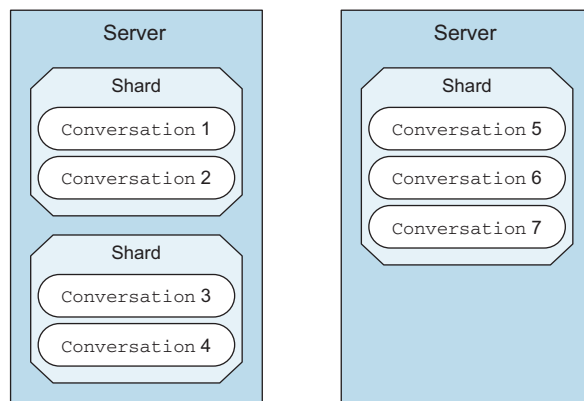 Server
Shard
Conversation 1
Conversation 2
Shard
Conversation 3
Conversation 4
Server
Shard
Conversation 5
Conversation 6
Conversation 7